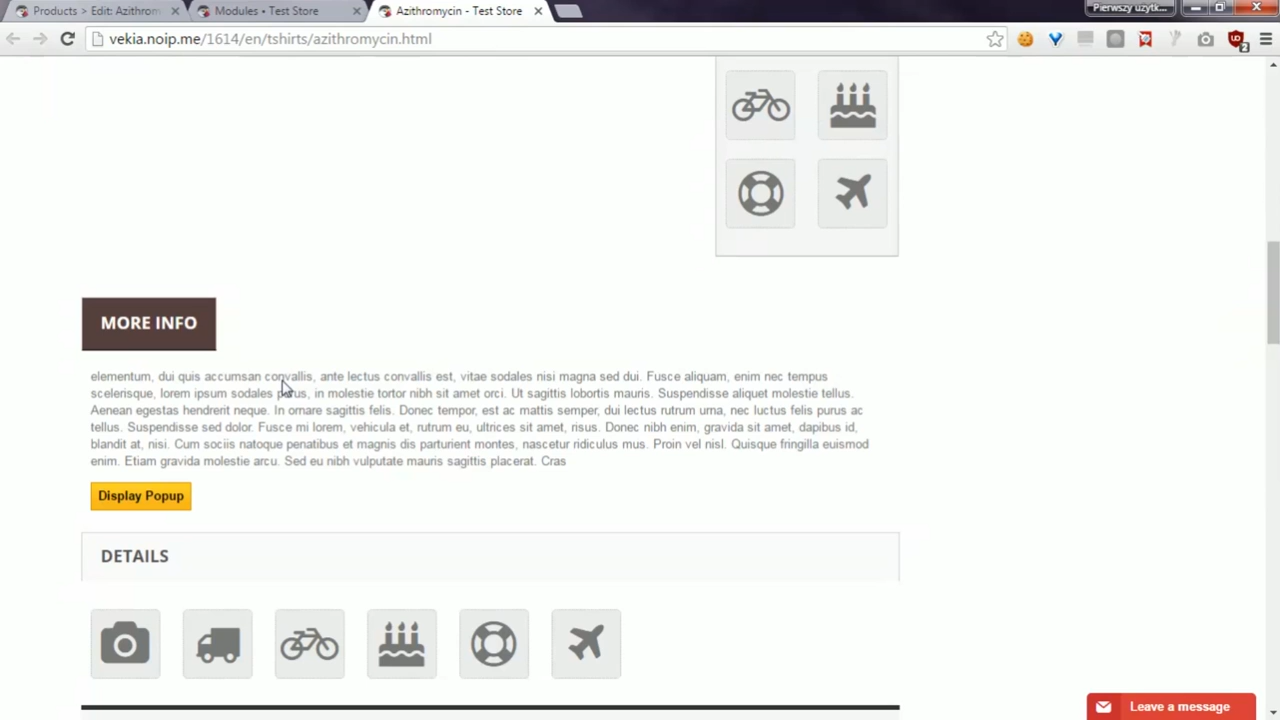 Products > Edit: Azithrom
Modules • Test Store
Azithromycin - Test Store
Pierwszy użytk...
vekia.noip.me/1614/en/tshirts/azithromycin.html
2
MORE INFO
elementum, dui quis accumsan convallis, ante lectus convallis est, vitae sodales nisi magna sed dui. Fusce aliquam, enim nec tempus
scelerisque, lorem ipsum sodales purus, in molestie tortor nibh sit amet orci. Ut sagittis lobortis mauris. Suspendisse aliquet molestie tellus.
Aenean egestas hendrerit neque. In ornare sagittis felis. Donec tempor, est ac mattis semper, dui lectus rutrum urna, nec luctus felis purus ac
tellus. Suspendisse sed dolor. Fusce mi lorem, vehicula et, rutrum eu, ultrices sit amet, risus. Donec nibh enim, gravida sit amet, dapibus id,
blandit at, nisi. Cum sociis natoque penatibus et magnis dis parturient montes, nascetur ridiculus mus. Proin vel nisl. Quisque fringilla euismod
enim. Etiam gravida molestie arcu. Sed eu nibh vulputate mauris sagittis placerat. Cras
Display Popup
DETAILS
Leave a message